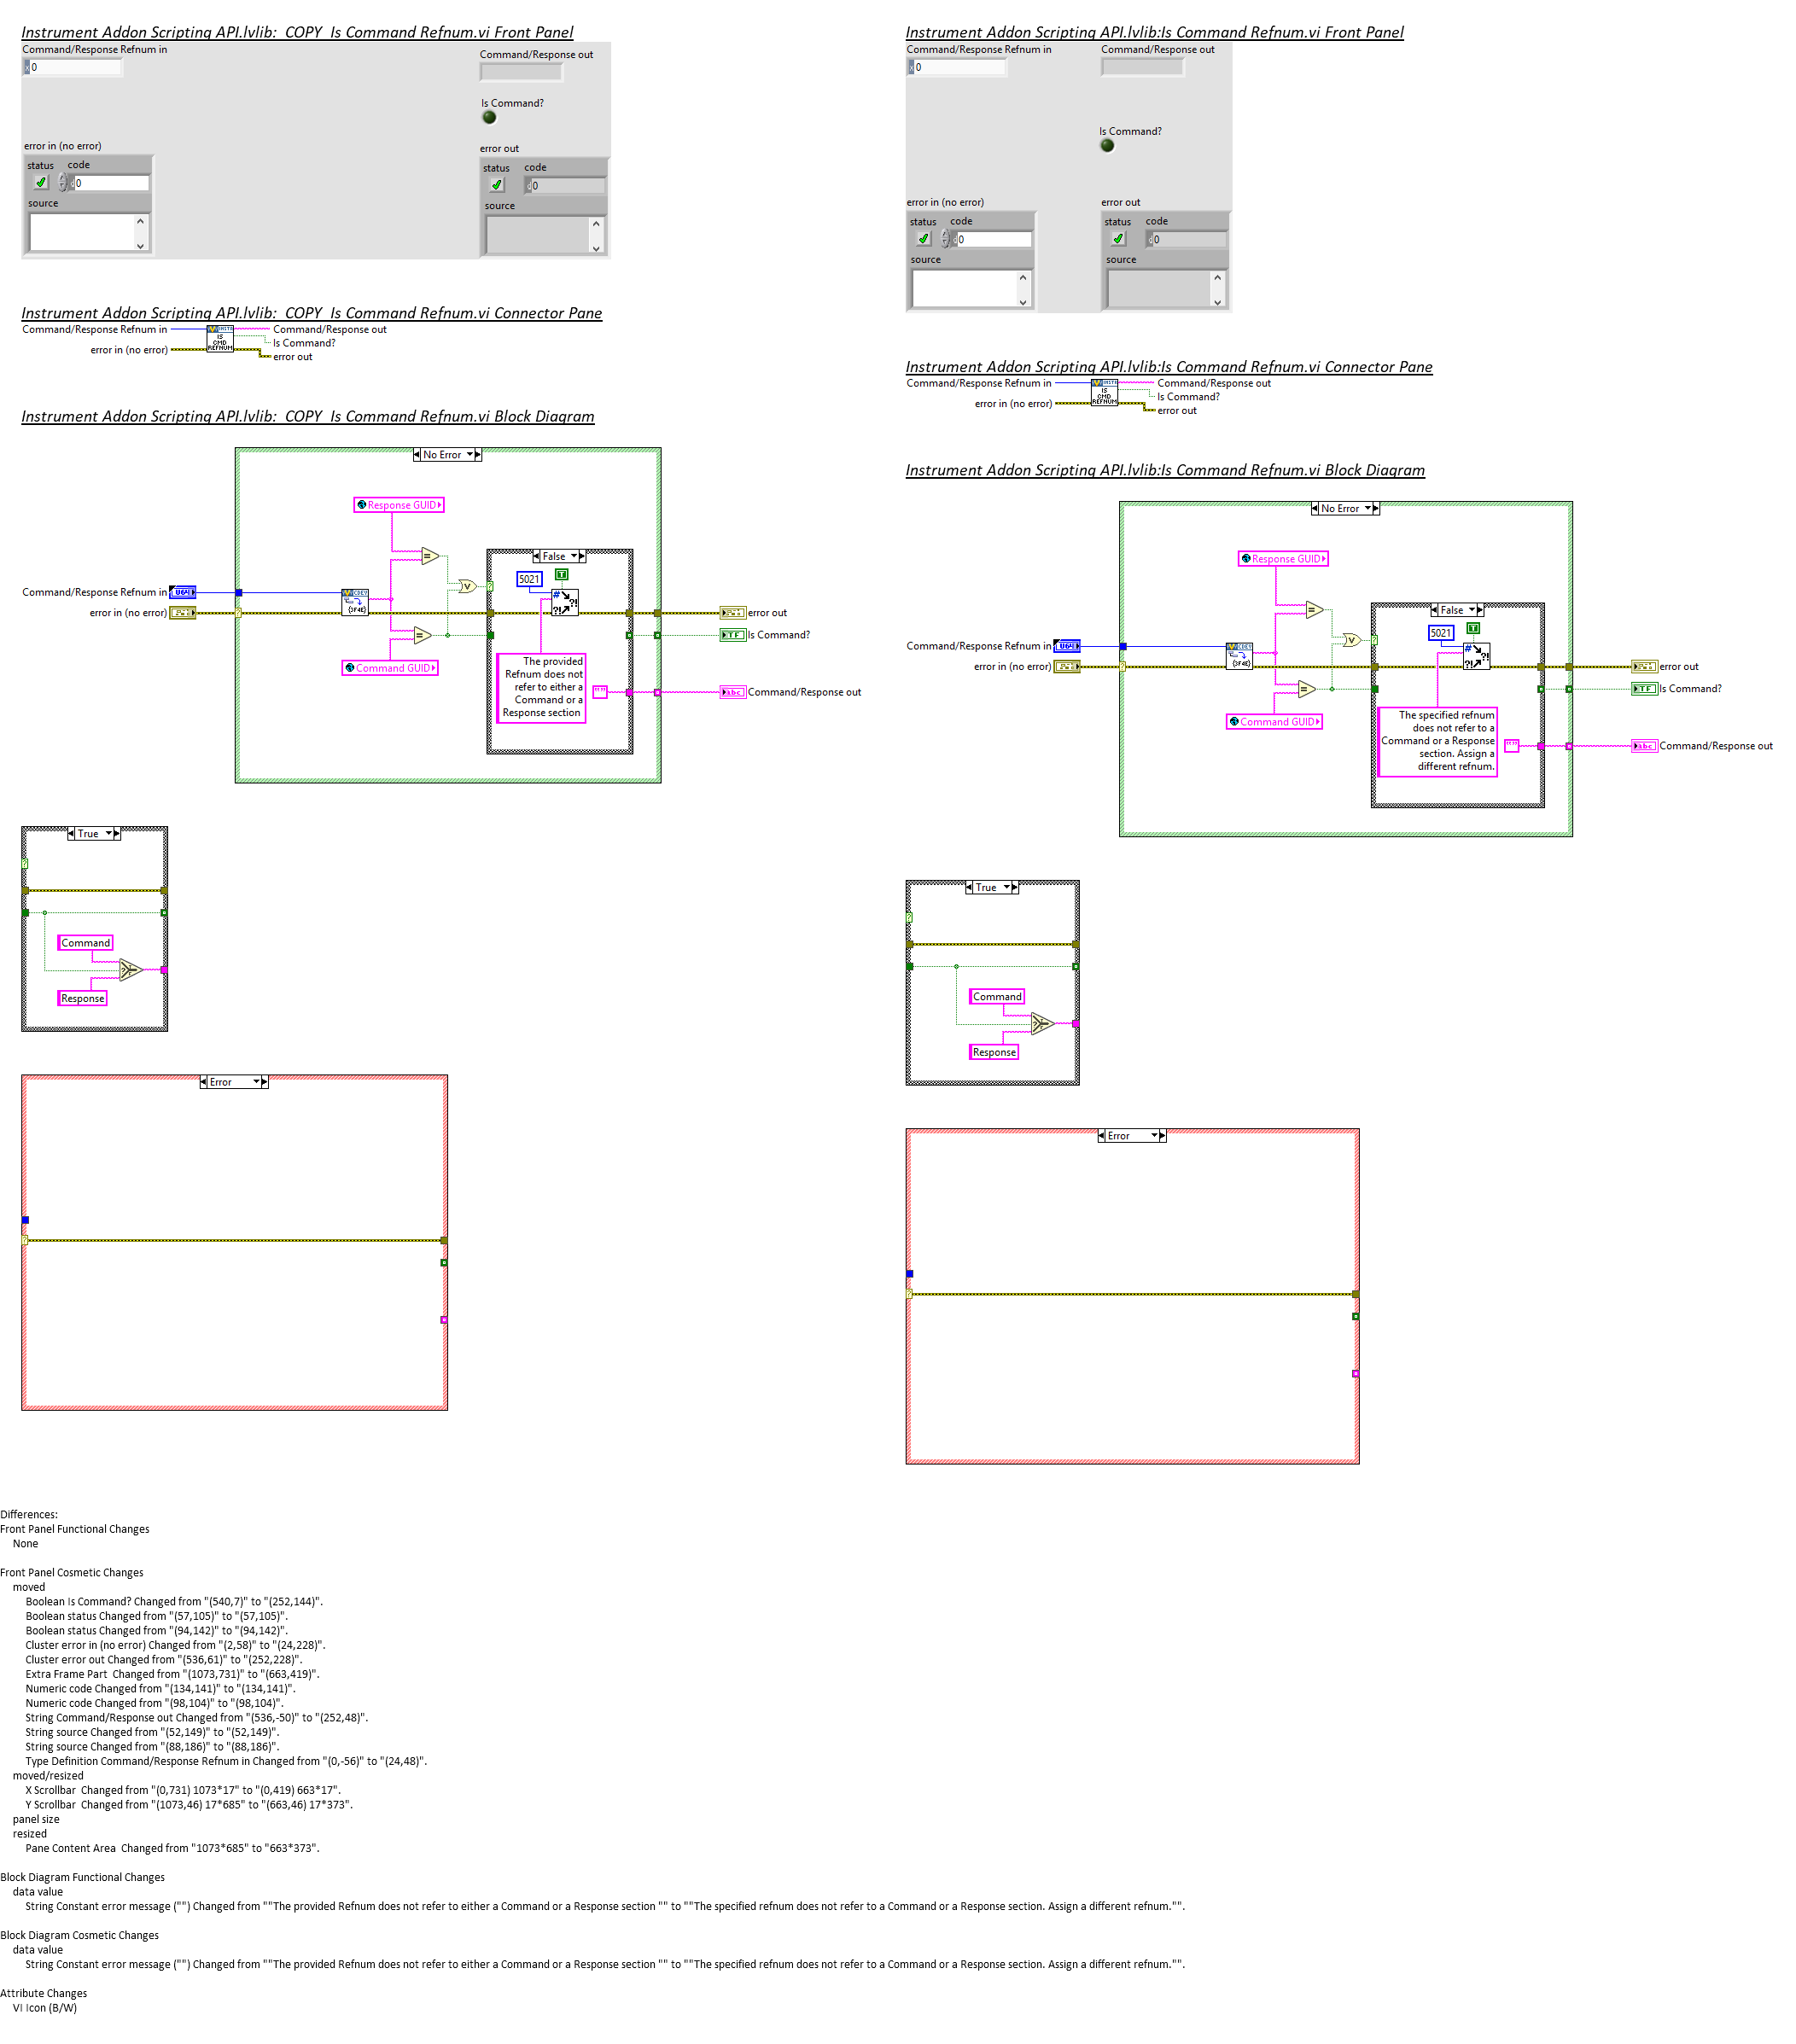 Instrument Addon Scripting API.lvlib:  COPY  Is Command Refnum.vi Front Panel
Command/Response Refnum in
x 0
Command/Response out
Is Command?
error in (no error)
status code
d 0
source
error out
status code
d 0
source
Instrument Addon Scripting API.lvlib:  COPY  Is Command Refnum.vi Connector Pane
Command/Response Refnum in
Command/Response out
Is Command?
error in (no error)
error out
IS
CMD
REFNUM
Instrument Addon Scripting API.lvlib:  COPY  Is Command Refnum.vi Block Diagram
No Error
Response GUID
False
5021
T
Command/Response Refnum in
U64
error in (no error)
{3F4E}
error out
TF
Is Command?
Command GUID
The provided
Refnum does not
refer to either a
Command or a
Response section
abc
Command/Response out
True
Command
Response
Error
Instrument Addon Scripting API.lvlib:Is Command Refnum.vi Front Panel
Command/Response Refnum in
x 0
Command/Response out
Is Command?
error in (no error)
status code
d 0
source
error out
status code
d 0
source
Instrument Addon Scripting API.lvlib:Is Command Refnum.vi Connector Pane
Command/Response Refnum in
Command/Response out
Is Command?
error in (no error)
error out
IS
CMD
REFNUM
Instrument Addon Scripting API.lvlib:Is Command Refnum.vi Block Diagram
No Error
Response GUID
False
5021
T
Command/Response Refnum in
U64
error in (no error)
{3F4E}
error out
TF
Is Command?
Command GUID
The specified refnum
does not refer to a
Command or a Response
section. Assign a
different refnum.
abc
Command/Response out
True
Command
Response
Error
Differences:
Front Panel Functional Changes
None
Front Panel Cosmetic Changes
moved
Boolean Is Command? Changed from "(540,7)" to "(252,144)".
Boolean status Changed from "(57,105)" to "(57,105)".
Boolean status Changed from "(94,142)" to "(94,142)".
Cluster error in (no error) Changed from "(2,58)" to "(24,228)".
Cluster error out Changed from "(536,61)" to "(252,228)".
Extra Frame Part  Changed from "(1073,731)" to "(663,419)".
Numeric code Changed from "(134,141)" to "(134,141)".
Numeric code Changed from "(98,104)" to "(98,104)".
String Command/Response out Changed from "(536,-50)" to "(252,48)".
String source Changed from "(52,149)" to "(52,149)".
String source Changed from "(88,186)" to "(88,186)".
Type Definition Command/Response Refnum in Changed from "(0,-56)" to "(24,48)".
moved/resized
X Scrollbar  Changed from "(0,731) 1073*17" to "(0,419) 663*17".
Y Scrollbar  Changed from "(1073,46) 17*685" to "(663,46) 17*373".
panel size
resized
Pane Content Area  Changed from "1073*685" to "663*373".
Block Diagram Functional Changes
data value
String Constant error message ("") Changed from ""The provided Refnum does not refer to either a Command or a Response section "" to ""The specified refnum does not refer to a Command or a Response section. Assign a different refnum."".
Block Diagram Cosmetic Changes
data value
String Constant error message ("") Changed from ""The provided Refnum does not refer to either a Command or a Response section "" to ""The specified refnum does not refer to a Command or a Response section. Assign a different refnum."".
Attribute Changes
VI Icon (B/W)